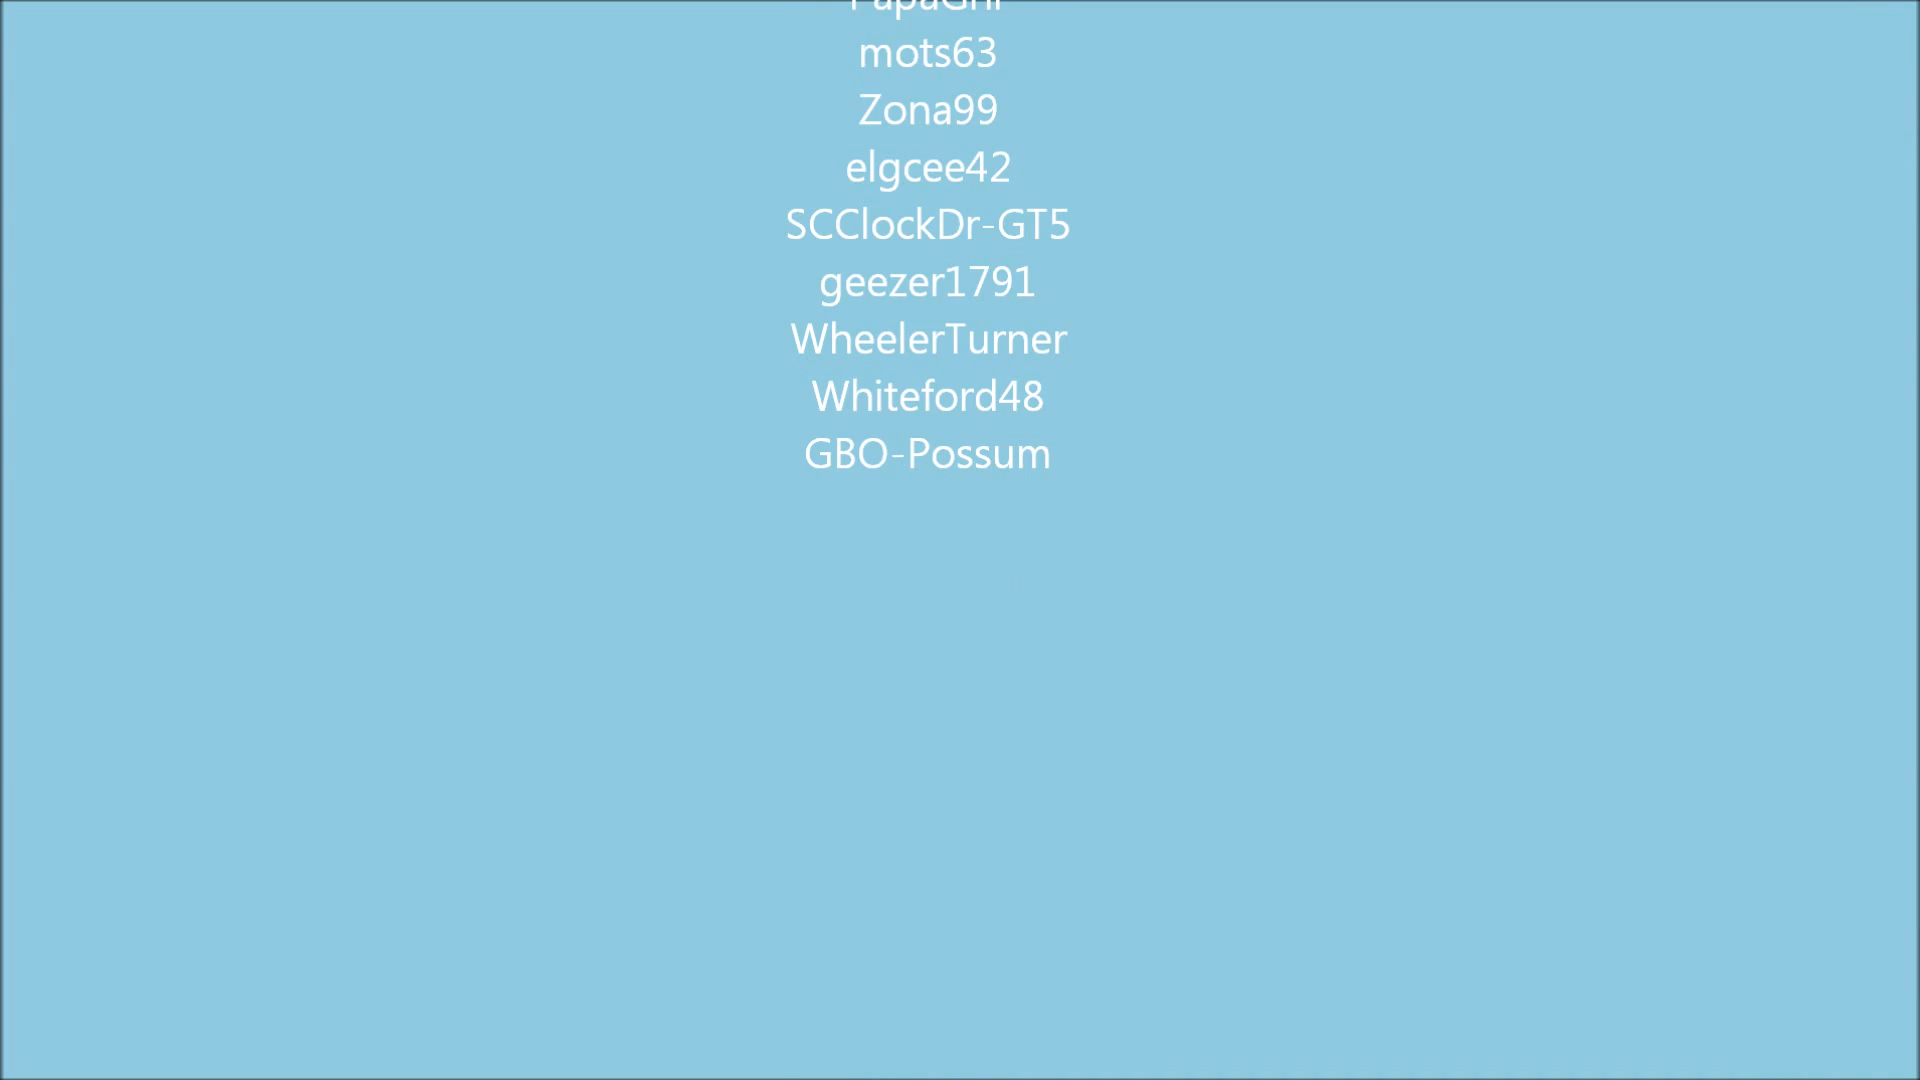 mots63
Zona99
elgcee42
SCClockDr-GT5
geezer1791
WheelerTurner
Whiteford48
GBO-Possum